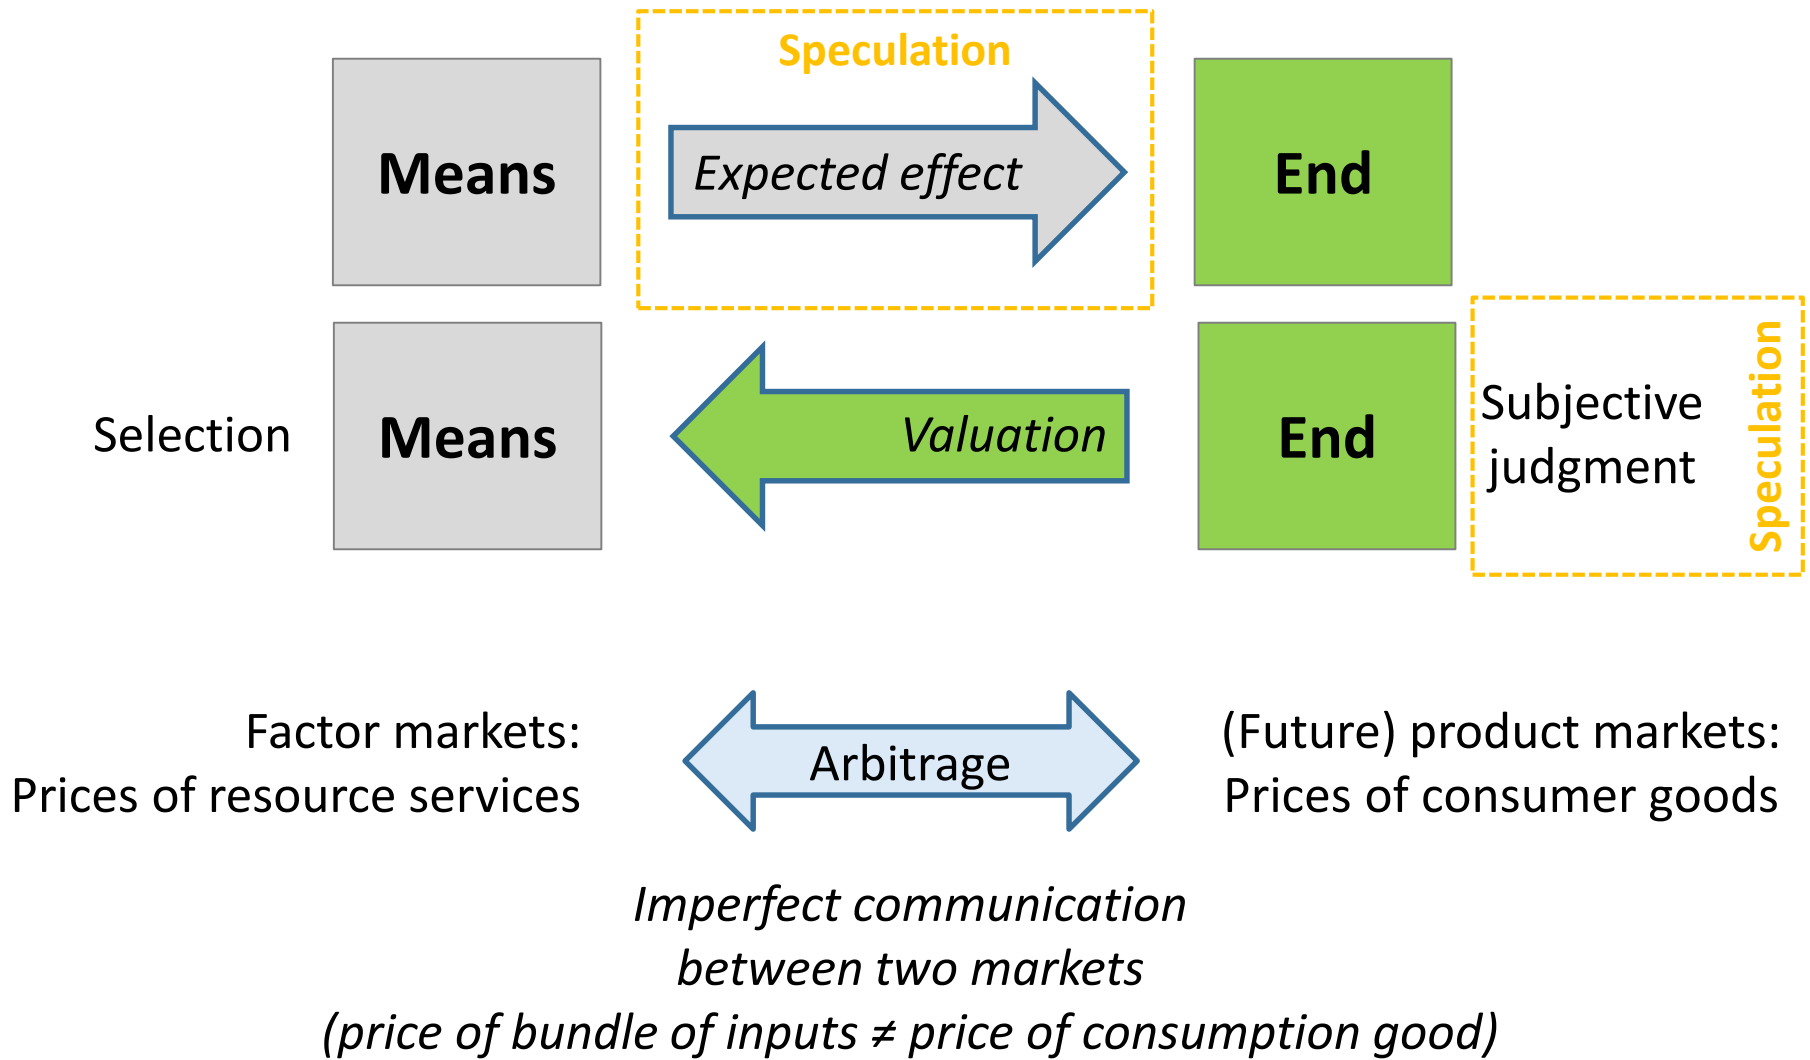 Speculation
Means
Expected effect
End
Selection
Means
Valuation
End
Subjective
judgment
Speculation
Factor markets:
Prices of resource services
Arbitrage
(Future) product markets:
Prices of consumer goods
Imperfect communication
between two markets
(price of bundle of inputs ≠ price of consumption good)